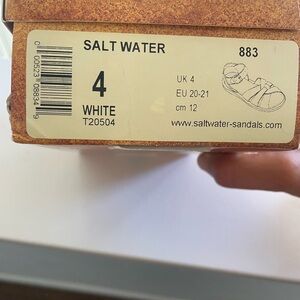 SALT WATER
883
4
WHITE
T20504
UK 4
EU 20-21
cm 12
www.saltwater-sandals.com